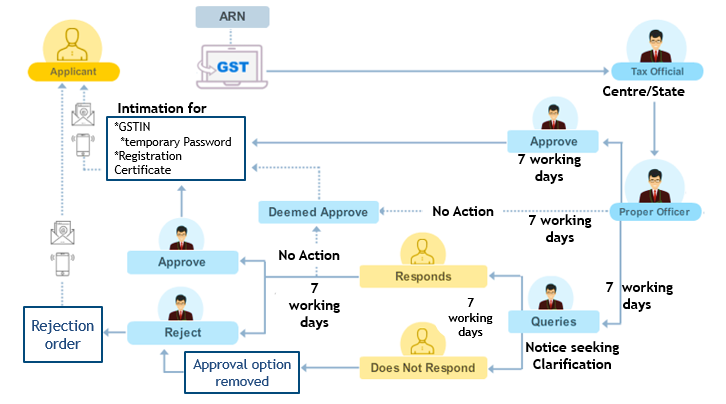 ARN
GST
Applicant
Tax Official
Centre/State
Intimation for
*GSTIN
*temporary Password
*Registration
Certificate
Approve
7 working
days
Deemed Approve
No Action
7 working
days
Proper Officer
Approve
No Action
7
working
days
Responds
7
working
days
7 working
days
Queries
Notice seeking
Clarification
Rejection
order
Reject
Approval option
removed
Does Not Respond